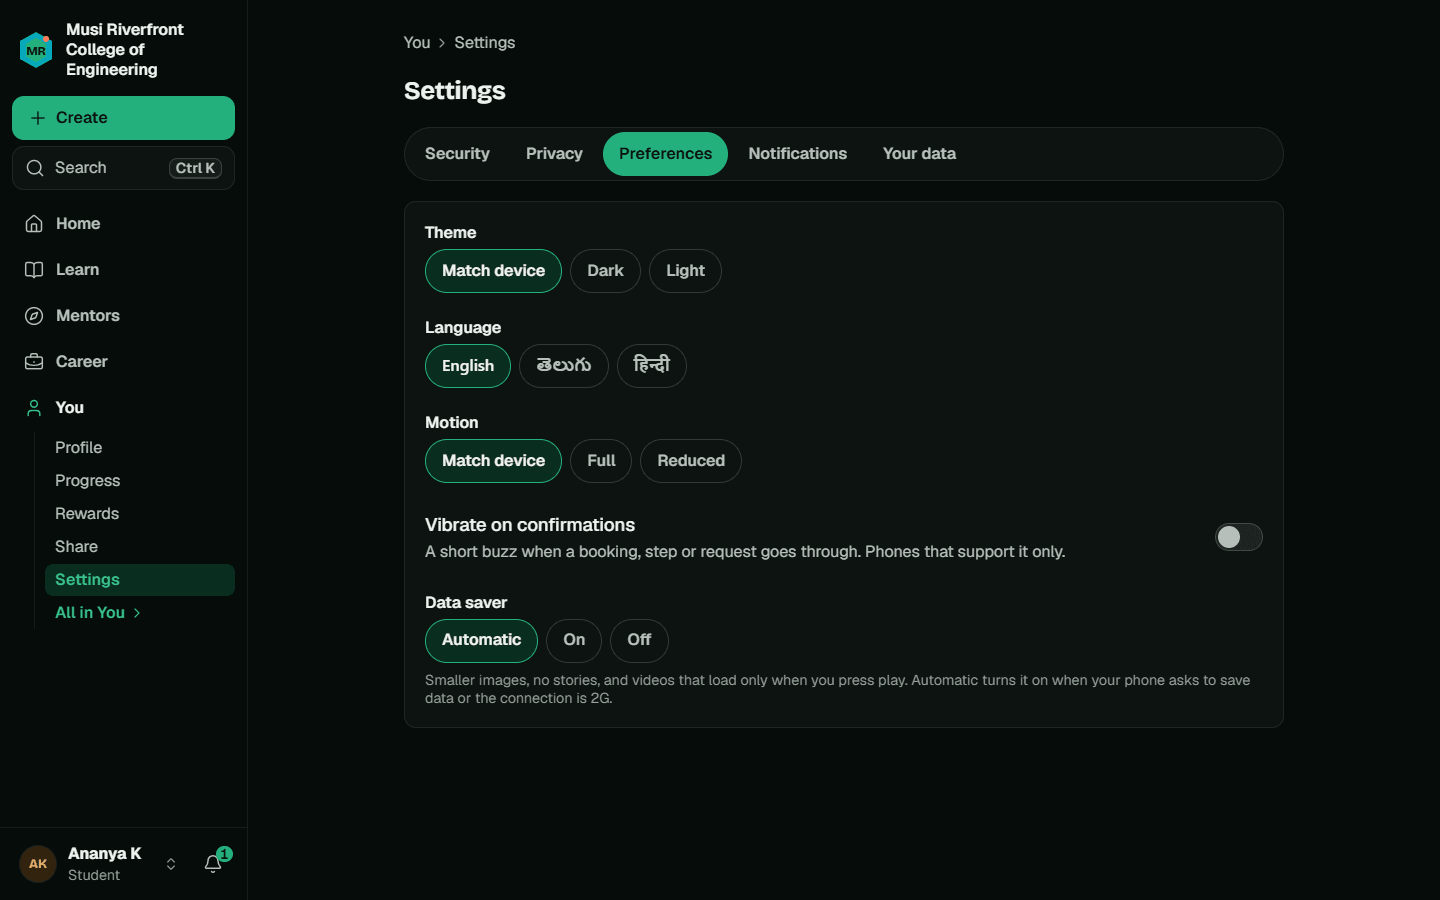 MR
Musi Riverfront
College of
Engineering
Create
Search Ctrl K
Home
Learn
Mentors
Career
You
Profile
Progress
Rewards
Share
Settings
All in You
Ananya K
AK
Student
1
You Settings
Settings
Security Privacy Preferences Notifications Your data
Theme
Match device Dark Light
Language
English తెలుగు हिन्दी
Motion
Match device Full Reduced
Vibrate on confirmations
A short buzz when a booking, step or request goes through. Phones that support it only.
Data saver
Automatic On Off
Smaller images, no stories, and videos that load only when you press play. Automatic turns it on when your phone asks to save
data or the connection is 2G.